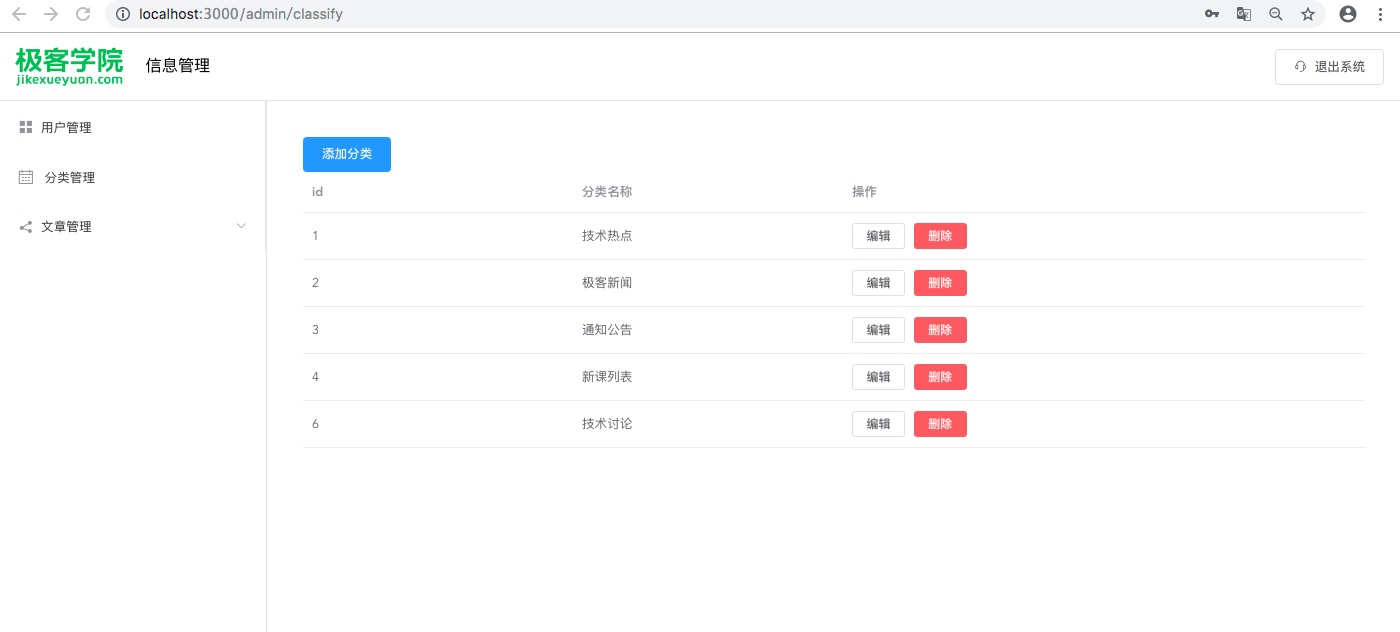 localhost:3000/admin/classify
极客学院
jikexueyuan.com
信息管理
退出系统
用户管理
分类管理
文章管理
添加分类
id 分类名称 操作
1 技术热点 编辑 删除
2 极客新闻 编辑 删除
3 通知公告 编辑 删除
4 新课列表 编辑 删除
6 技术讨论 编辑 删除